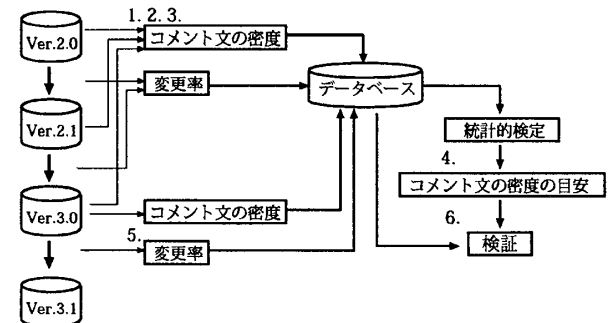 1. 2. 3.
Ver.2.0
コメント文の密度
変更率
データベース
Ver.2.1
統計的検定
4.
コメント文の密度の目安
Ver.3.0
コメント文の密度
5.
変更率
6.
検証
Ver.3.1